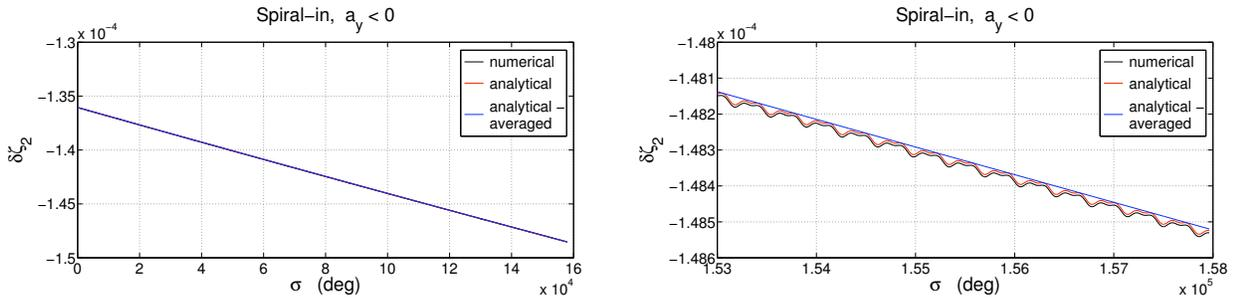 Spiral−in, a_y < 0
x 10^−4
−1.3
−1.35
−1.4
−1.45
−1.5
δζ_2
0 2 4 6 8 10 12 14 16
σ (deg)
x 10^4
numerical
analytical
analytical −
averaged
Spiral−in, a_y < 0
x 10^−4
−1.48
−1.481
−1.482
−1.483
−1.484
−1.485
−1.486
δζ_2
1.53 1.54 1.55 1.56 1.57 1.58
σ (deg)
x 10^5
numerical
analytical
analytical −
averaged